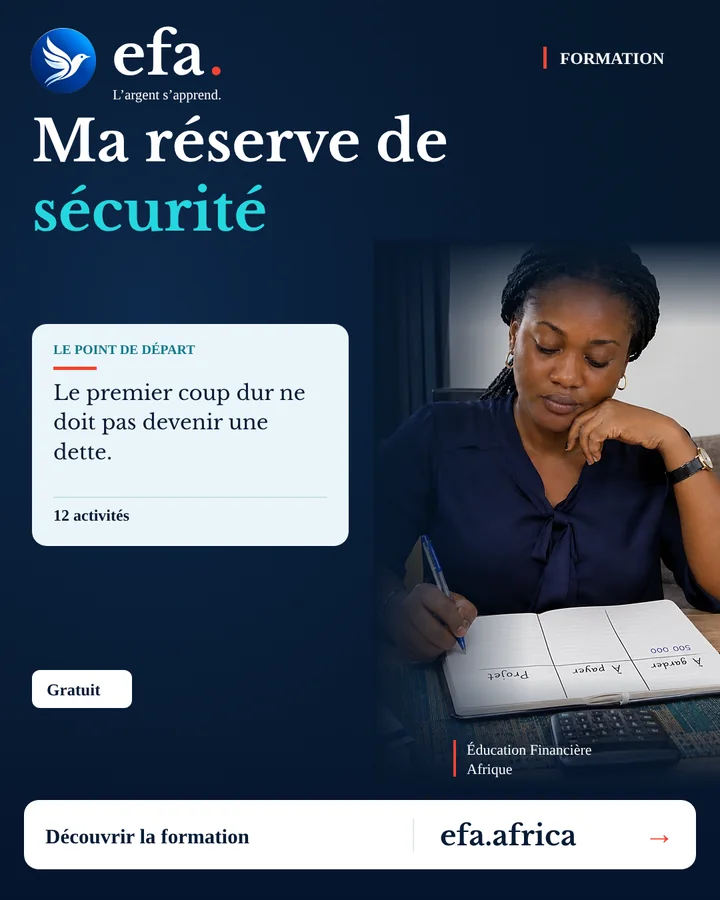 efa.
L’argent s’apprend.
FORMATION
Ma réserve de
sécurité
LE POINT DE DÉPART
Le premier coup dur ne
doit pas devenir une
dette.
12 activités
Gratuit
À garder
500 000
À payer
Projet
Éducation Financière
Afrique
Découvrir la formation
efa.africa
→